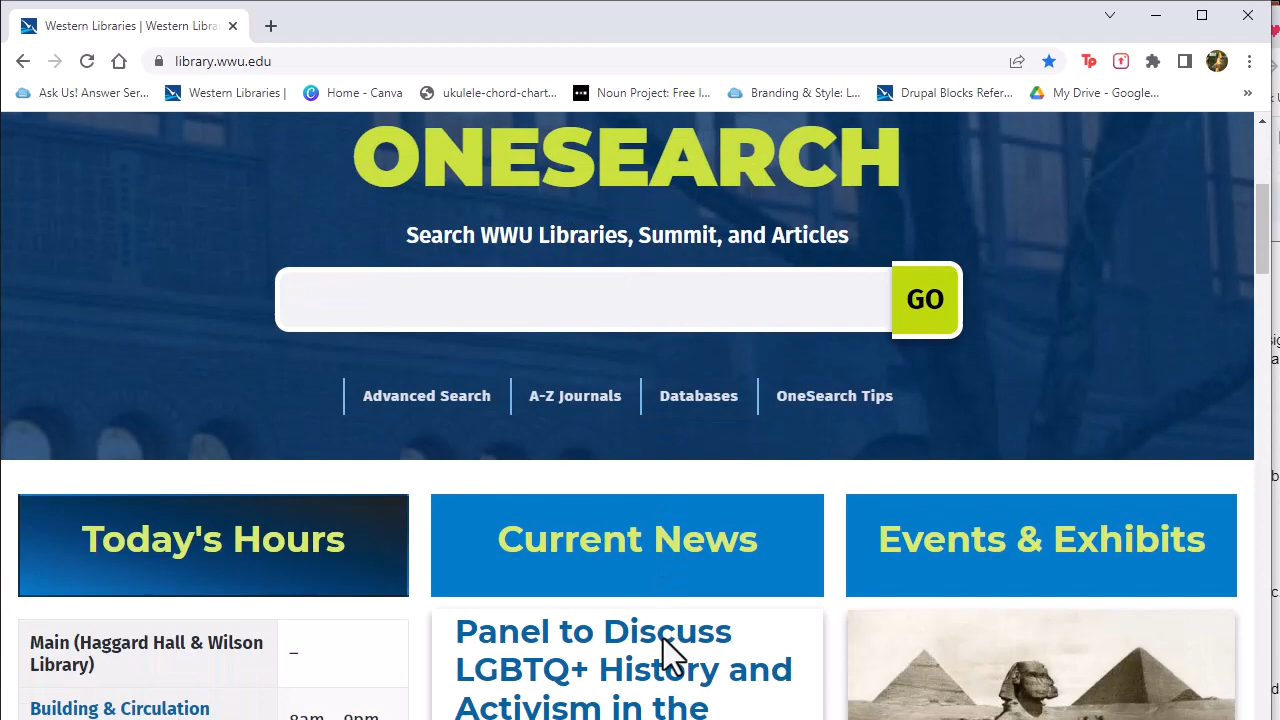 Western Libraries | Western Libra
library.wwu.edu
Ask Us! Answer Ser...
Western Libraries |
Home - Canva
ukulele-chord-chart...
Noun Project: Free I...
Branding & Style: L...
Drupal Blocks Refer...
My Drive - Google...
ONESEARCH
Search WWU Libraries, Summit, and Articles
GO
Advanced Search
A-Z Journals
Databases
OneSearch Tips
Today's Hours
Current News
Events & Exhibits
Main (Haggard Hall & Wilson
Library)
–
Building & Circulation
8am – 9pm
Panel to Discuss
LGBTQ+ History and
Activism in the